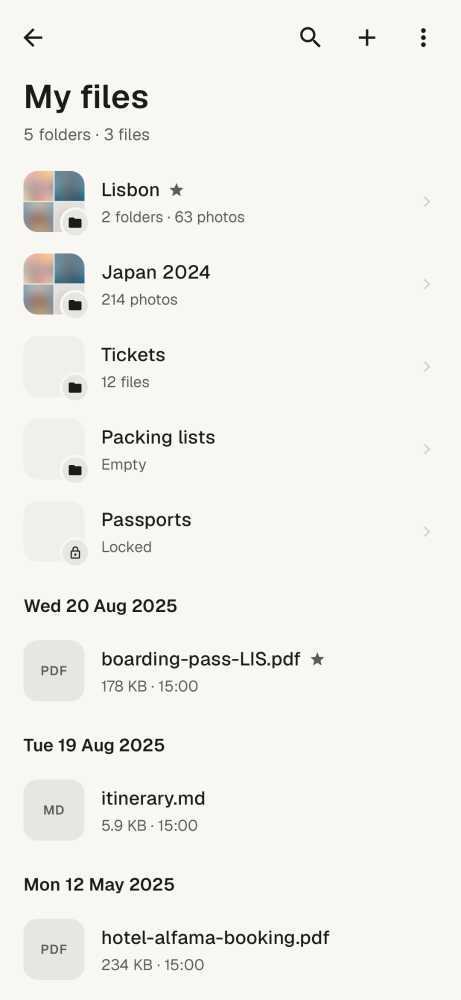 My files
5 folders · 3 files
Lisbon
2 folders · 63 photos
Japan 2024
214 photos
Tickets
12 files
Packing lists
Empty
Passports
Locked
Wed 20 Aug 2025
PDF
boarding-pass-LIS.pdf
178 KB · 15:00
Tue 19 Aug 2025
MD
itinerary.md
5.9 KB · 15:00
Mon 12 May 2025
PDF
hotel-alfama-booking.pdf
234 KB · 15:00